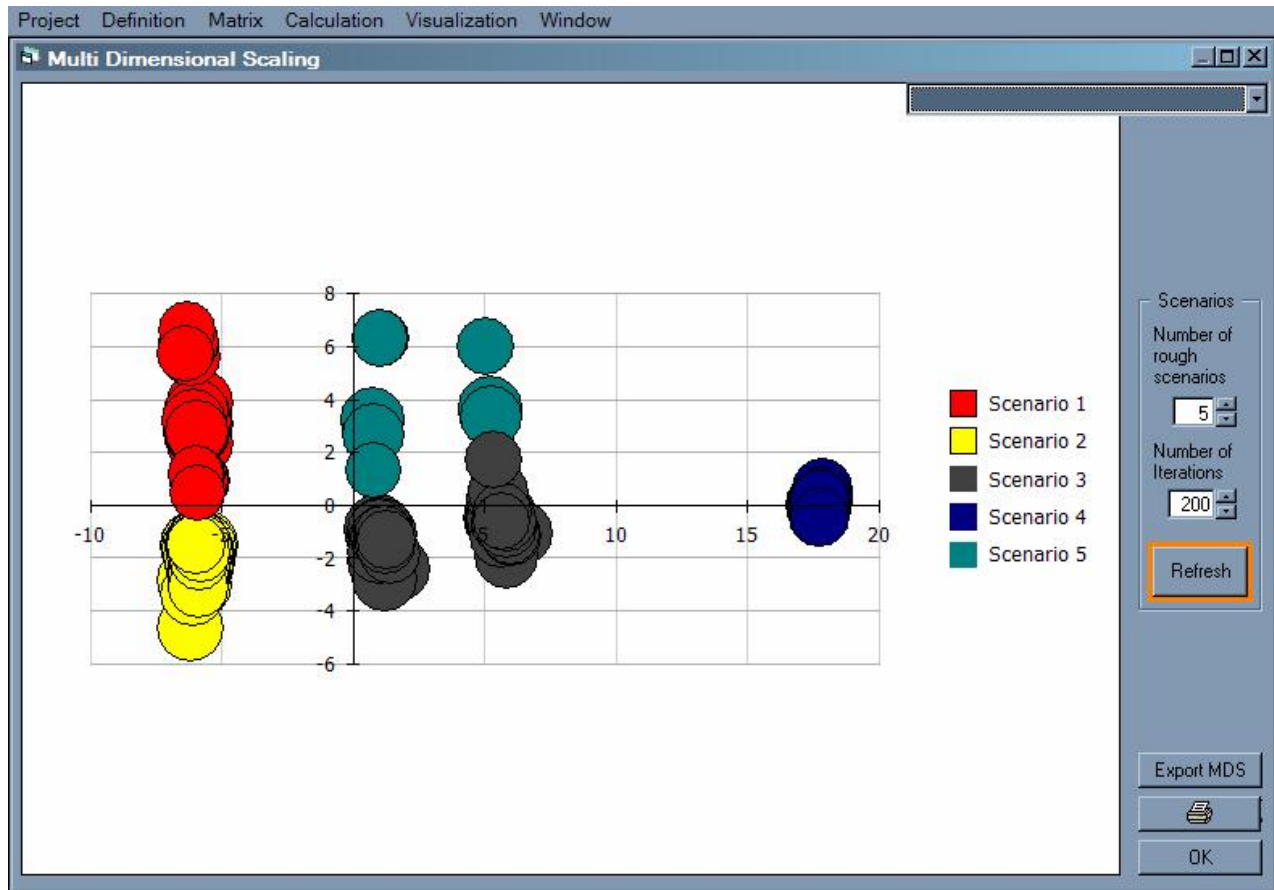 Project Definition Matrix Calculation Visualization Window
Multi Dimensional Scaling
8
6
4
2
0
-10
5
10
15
20
-2
-4
-6
Scenario 1
Scenario 2
Scenario 3
Scenario 4
Scenario 5
Scenarios
Number of
rough
scenarios
5
Number of
Iterations
200
Refresh
Export MDS
OK